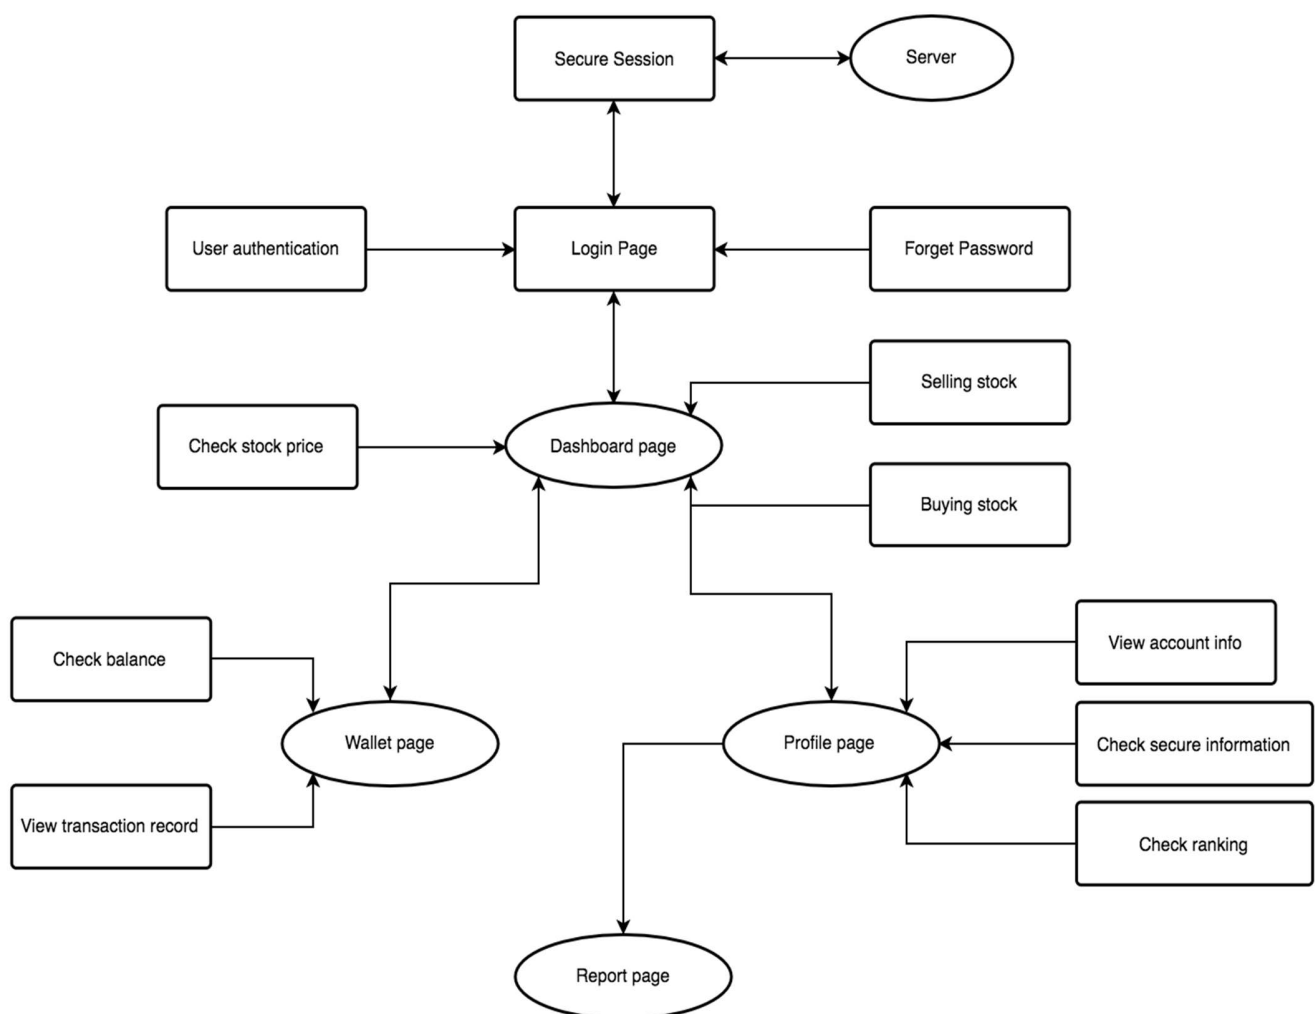 Secure Session
Server
User authentication
Login Page
Forget Password
Selling stock
Check stock price
Dashboard page
Buying stock
Check balance
View account info
Wallet page
Profile page
Check secure information
View transaction record
Check ranking
Report page